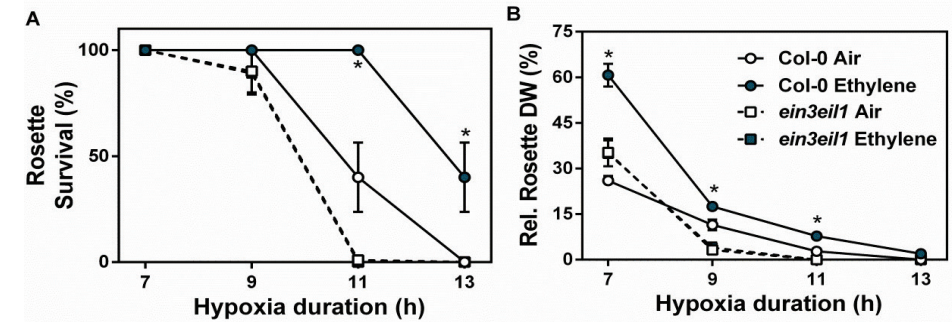 A
Rosette
Survival (%)
100
50
0
*
*
7
9
11
13
Hypoxia duration (h)
B
Rel. Rosette DW (%)
75
60
45
30
15
0
*
*
*
Col-0 Air
Col-0 Ethylene
ein3eil1 Air
ein3eil1 Ethylene
7
9
11
13
Hypoxia duration (h)